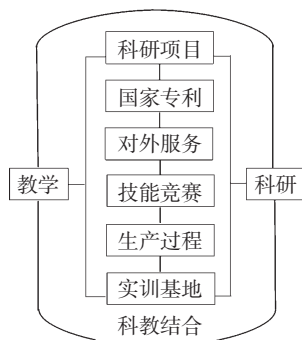 科研项目
国家专利
对外服务
教学
技能竞赛
科研
生产过程
实训基地
科教结合